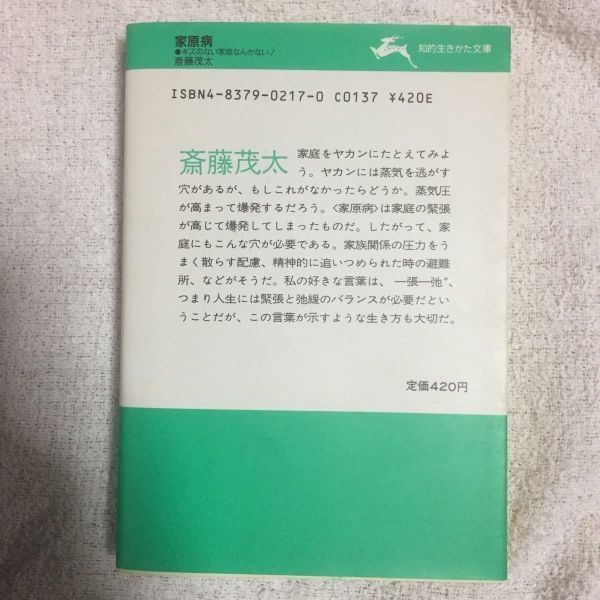 家原病
●キズのない家庭なんかない！
斎藤茂太
知的生きかた文庫
ISBN4-8379-0217-0 C0137 ¥420E
斎藤茂太
家庭をヤカンにたとえてみよ
う。ヤカンには蒸気を逃がす
穴があるが、もしこれがなかったらどうか。蒸気圧
が高まって爆発するだろう。〈家原病〉は家庭の緊張
が高じて爆発してしまったものだ。したがって、家
庭にもこんな穴が必要である。家族関係の圧力をう
まく散らす配慮、精神的に追いつめられた時の避難
所、などがそうだ。私の好きな言葉は、"一張一弛"、
つまり人生には緊張と弛緩のバランスが必要だとい
うことだが、この言葉が示すような生き方も大切だ。
定価420円